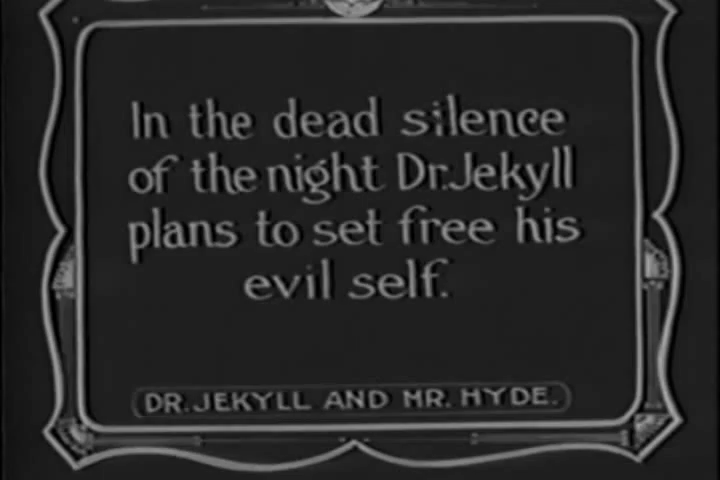 In the dead silence
of the night Dr. Jekyll
plans to set free his
evil self.
DR. JEKYLL AND MR. HYDE.